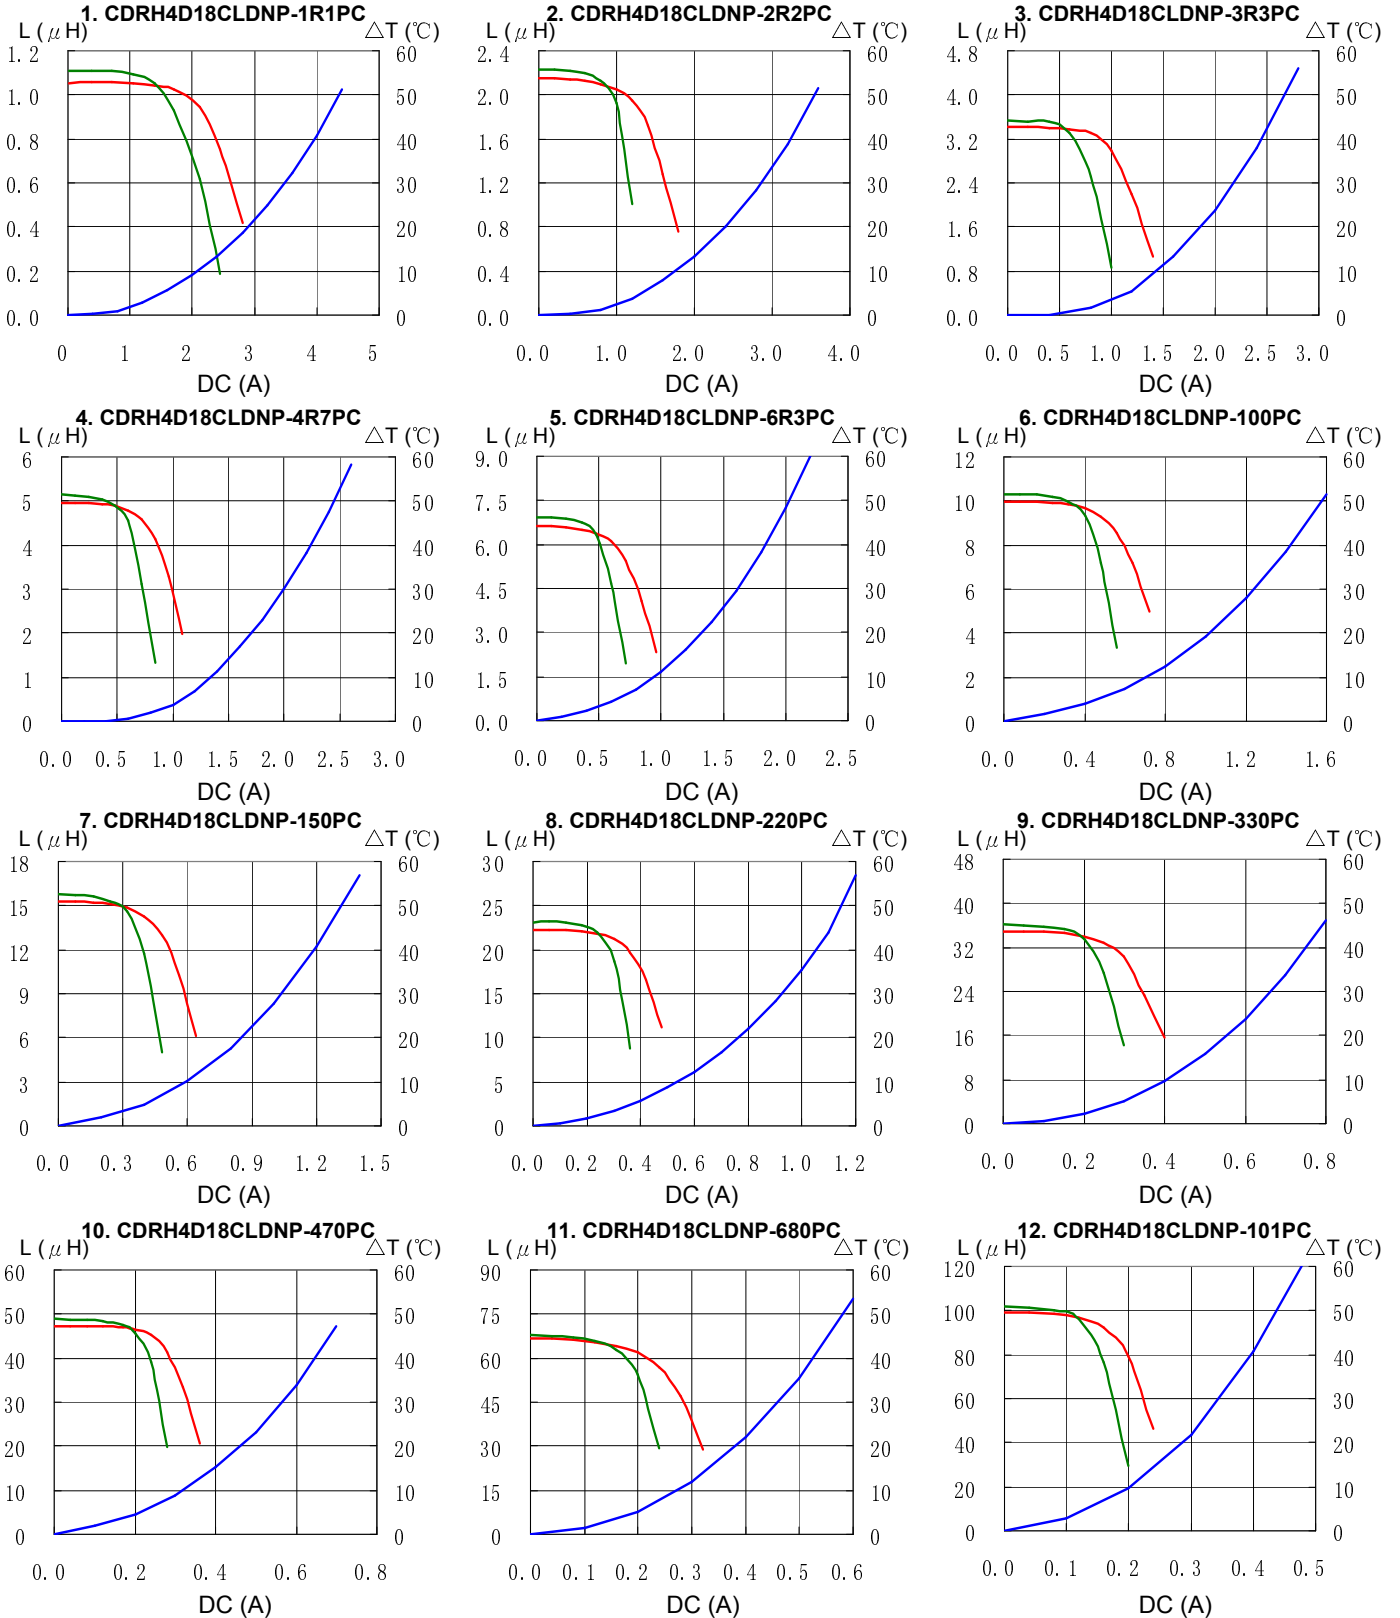 1. CDRH4D18CLDNP-1R1PC
L (μH) △T (℃)
1.2 60
1.0 50
0.8 40
0.6 30
0.4 20
0.2 10
0.0 0
0 1 2 3 4 5
DC (A)
2. CDRH4D18CLDNP-2R2PC
L (μH) △T (℃)
2.4 60
2.0 50
1.6 40
1.2 30
0.8 20
0.4 10
0.0 0
0.0 1.0 2.0 3.0 4.0
DC (A)
3. CDRH4D18CLDNP-3R3PC
L (μH) △T (℃)
4.8 60
4.0 50
3.2 40
2.4 30
1.6 20
0.8 10
0.0 0
0.0 0.5 1.0 1.5 2.0 2.5 3.0
DC (A)
4. CDRH4D18CLDNP-4R7PC
L (μH) △T (℃)
6 60
5 50
4 40
3 30
2 20
1 10
0 0
0.0 0.5 1.0 1.5 2.0 2.5 3.0
DC (A)
5. CDRH4D18CLDNP-6R3PC
L (μH) △T (℃)
9.0 60
7.5 50
6.0 40
4.5 30
3.0 20
1.5 10
0.0 0
0.0 0.5 1.0 1.5 2.0 2.5
DC (A)
6. CDRH4D18CLDNP-100PC
L (μH) △T (℃)
12 60
10 50
8 40
6 30
4 20
2 10
0 0
0.0 0.4 0.8 1.2 1.6
DC (A)
7. CDRH4D18CLDNP-150PC
L (μH) △T (℃)
18 60
15 50
12 40
9 30
6 20
3 10
0 0
0.0 0.3 0.6 0.9 1.2 1.5
DC (A)
8. CDRH4D18CLDNP-220PC
L (μH) △T (℃)
30 60
25 50
20 40
15 30
10 20
5 10
0 0
0.0 0.2 0.4 0.6 0.8 1.0 1.2
DC (A)
9. CDRH4D18CLDNP-330PC
L (μH) △T (℃)
48 60
40 50
32 40
24 30
16 20
8 10
0 0
0.0 0.2 0.4 0.6 0.8
DC (A)
10. CDRH4D18CLDNP-470PC
L (μH) △T (℃)
60 60
50 50
40 40
30 30
20 20
10 10
0 0
0.0 0.2 0.4 0.6 0.8
DC (A)
11. CDRH4D18CLDNP-680PC
L (μH) △T (℃)
90 60
75 50
60 40
45 30
30 20
15 10
0 0
0.0 0.1 0.2 0.3 0.4 0.5 0.6
DC (A)
12. CDRH4D18CLDNP-101PC
L (μH) △T (℃)
120 60
100 50
80 40
60 30
40 20
20 10
0 0
0.0 0.1 0.2 0.3 0.4 0.5
DC (A)